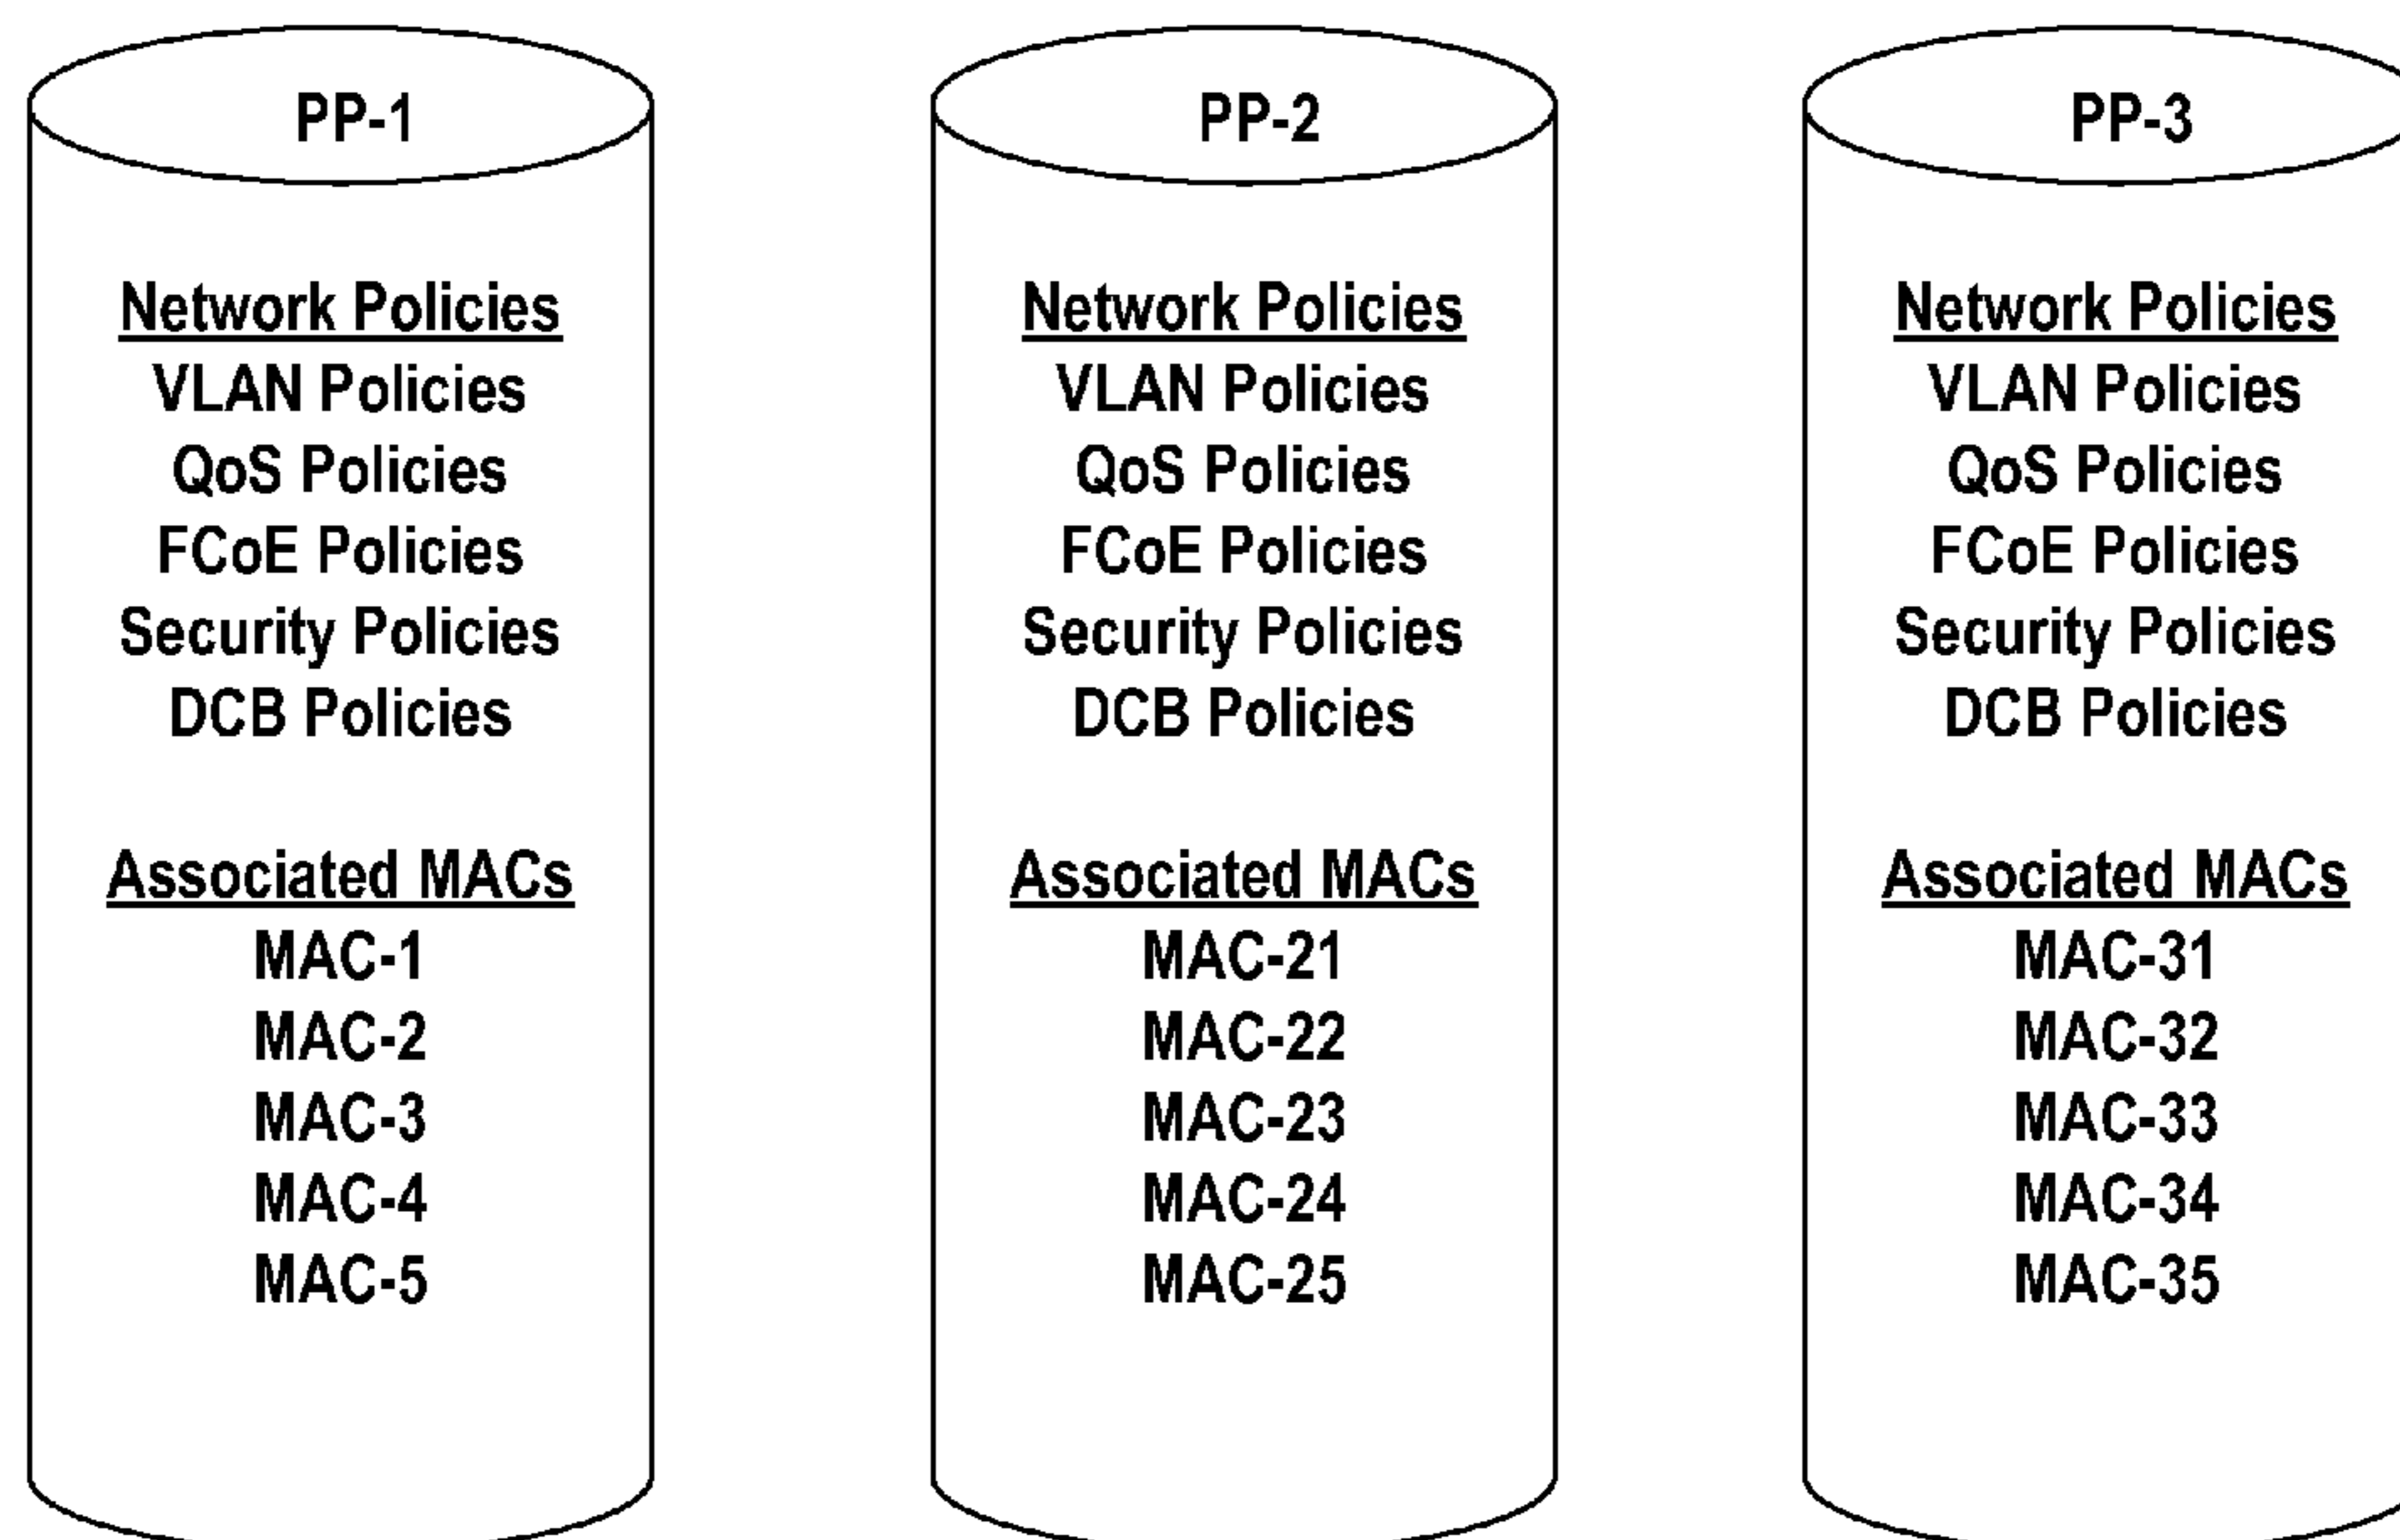 PP-1
Network Policies
VLAN Policies
QoS Policies
FCoE Policies
Security Policies
DCB Policies
Associated MACs
MAC-1
MAC-2
MAC-3
MAC-4
MAC-5
PP-2
Network Policies
VLAN Policies
QoS Policies
FCoE Policies
Security Policies
DCB Policies
Associated MACs
MAC-21
MAC-22
MAC-23
MAC-24
MAC-25
PP-3
Network Policies
VLAN Policies
QoS Policies
FCoE Policies
Security Policies
DCB Policies
Associated MACs
MAC-31
MAC-32
MAC-33
MAC-34
MAC-35